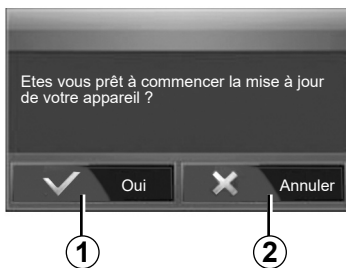 Etes vous prêt à commencer la mise à jour
de votre appareil ?
Oui
Annuler
1
2